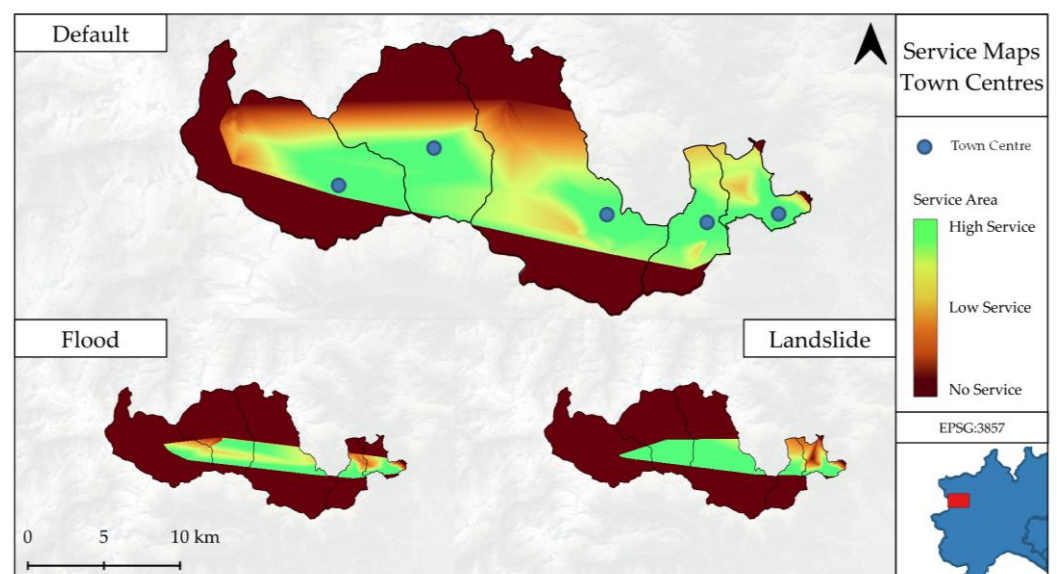 Default
Service Maps
Town Centres
Town Centre
Service Area
High Service
Low Service
No Service
Flood
Landslide
EPSG:3857
0 5 10 km